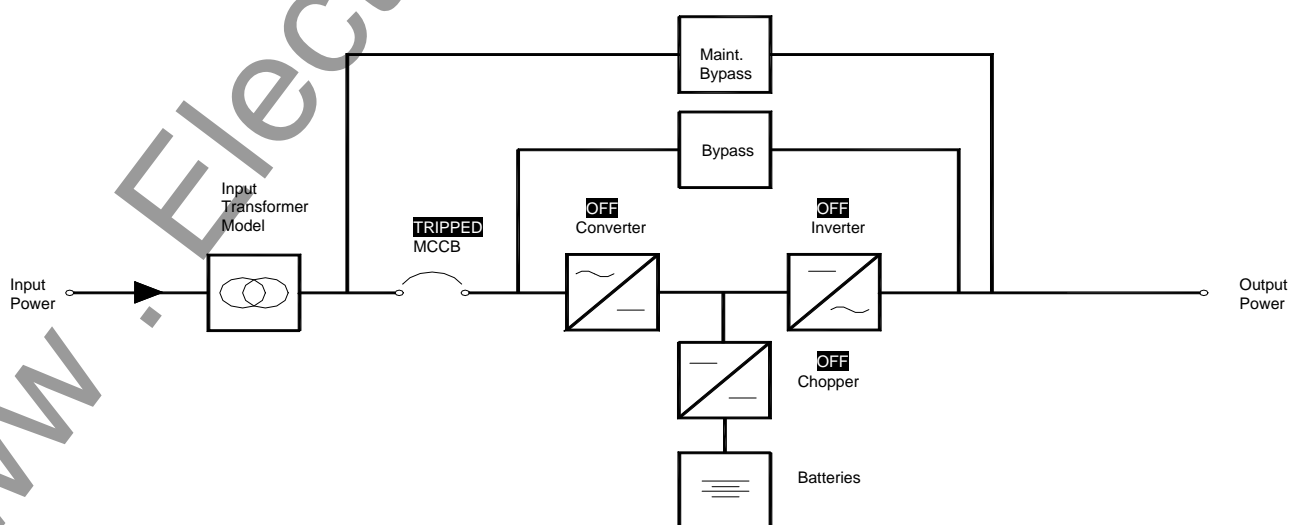 Maint.
Bypass
Bypass
Input
Transformer
Model
TRIPPED
MCCB
OFF
Converter
OFF
Inverter
Input
Power
Output
Power
OFF
Chopper
Batteries
w . Elec